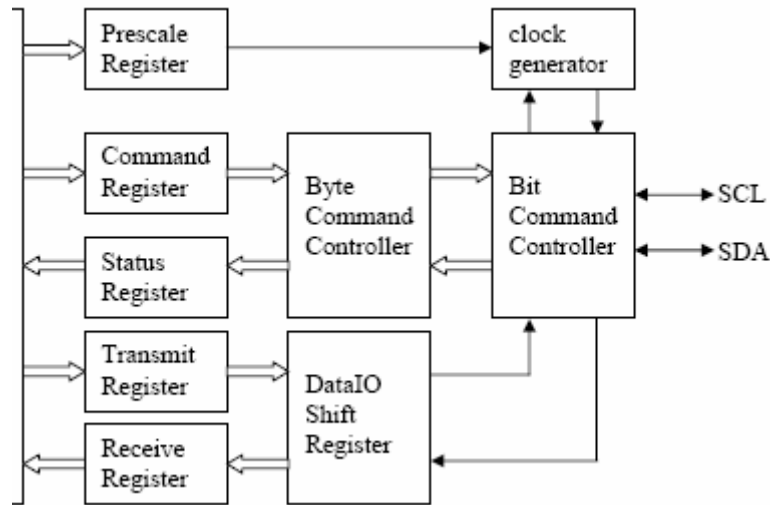 Prescale
Register
clock
generator
Command
Register
Byte
Command
Controller
Bit
Command
Controller
SCL
SDA
Status
Register
Transmit
Register
DataIO
Shift
Register
Receive
Register